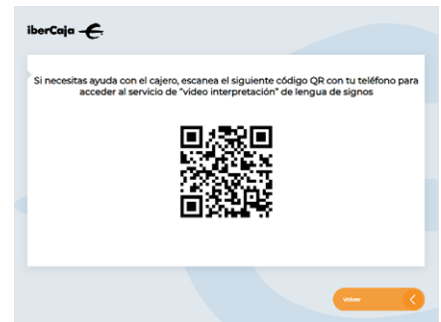 iberCaja
Si necesitas ayuda con el cajero, escanea el siguiente código QR con tu teléfono para
acceder al servicio de "video interpretación" de lengua de signos
Volver